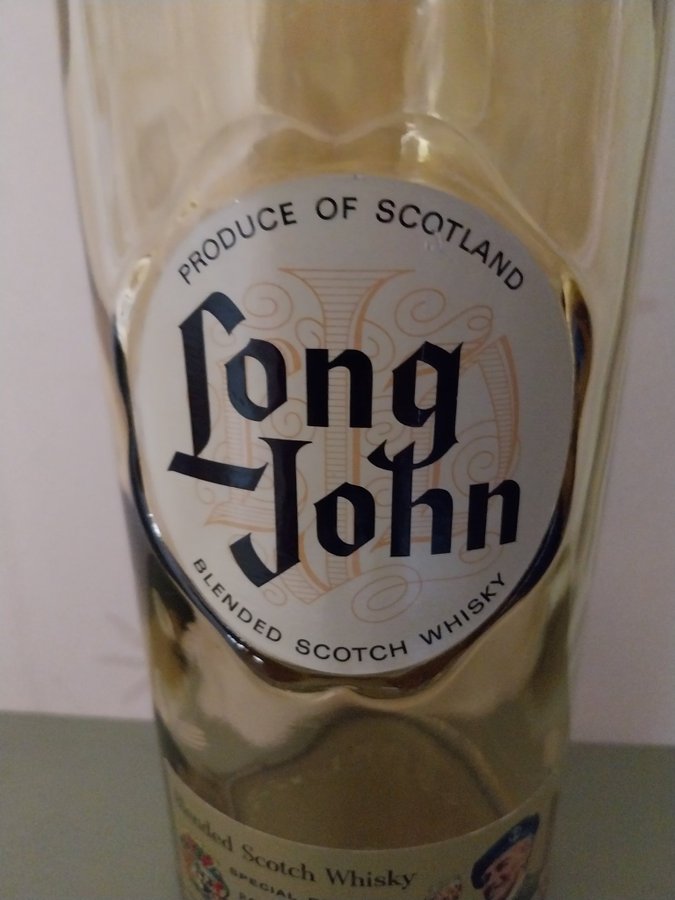 PRODUCE OF SCOTLAND
Long
John
BLENDED SCOTCH WHISKY
Blended Scotch Whisky
SPECIAL